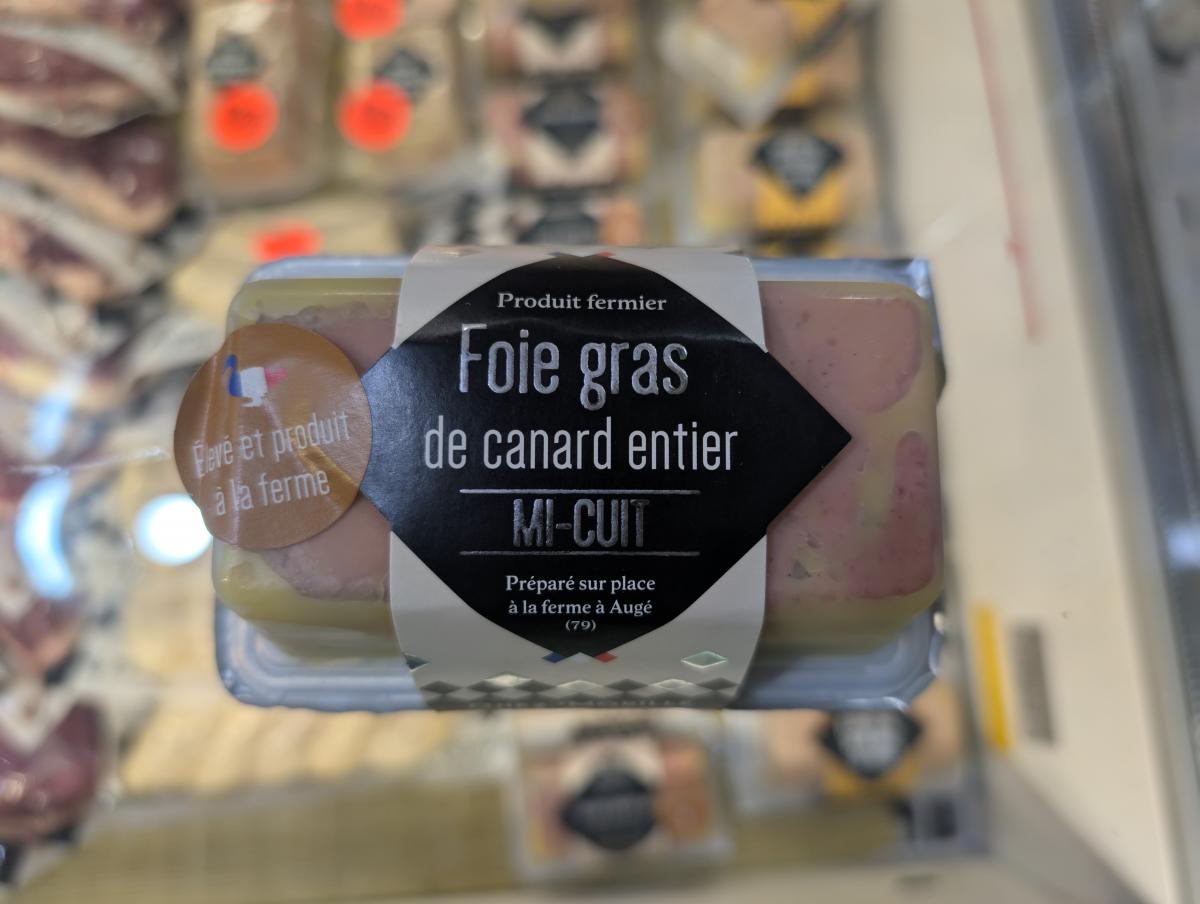 Produit fermier
Foie gras
de canard entier
MI-CUIT
Préparé sur place
à la ferme à Augé
(79)
Élevé et produit
à la ferme